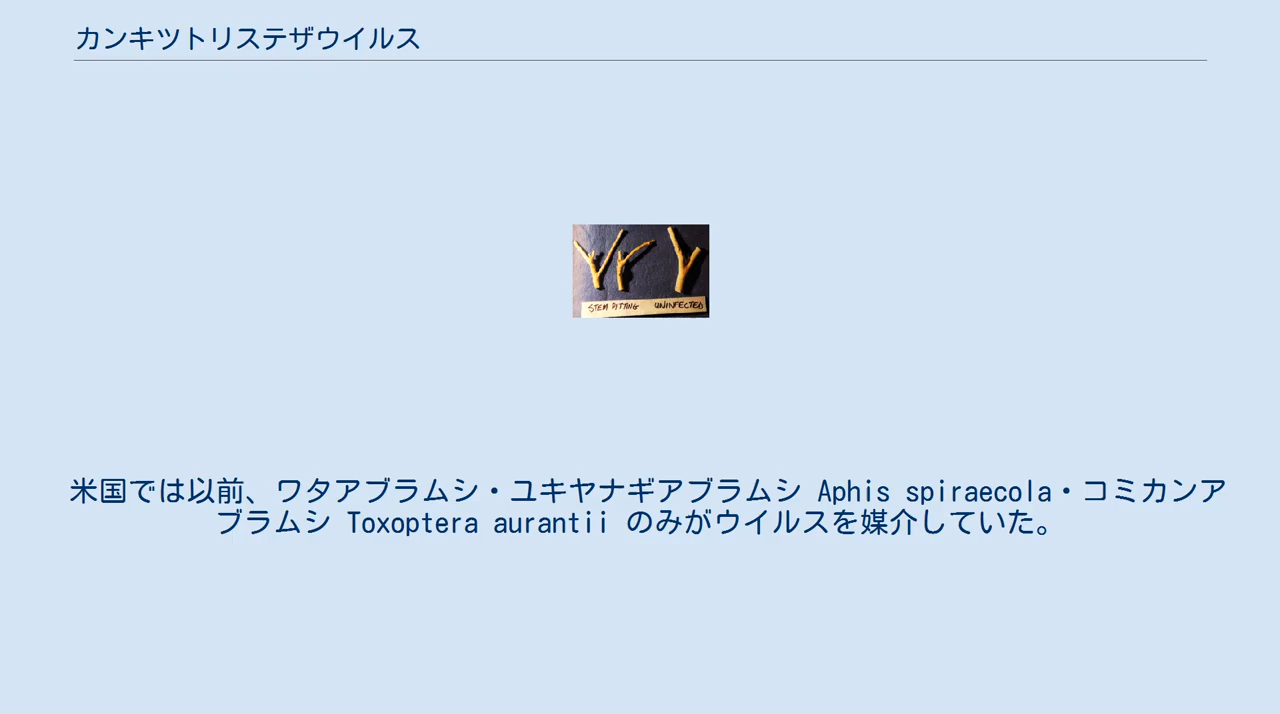 カンキツトリステザウイルス
STEM PITTING UNINFECTED
米国では以前、ワタアブラムシ・ユキヤナギアブラムシ Aphis spiraecola・コミカンア
ブラムシ Toxoptera aurantii のみがウイルスを媒介していた。